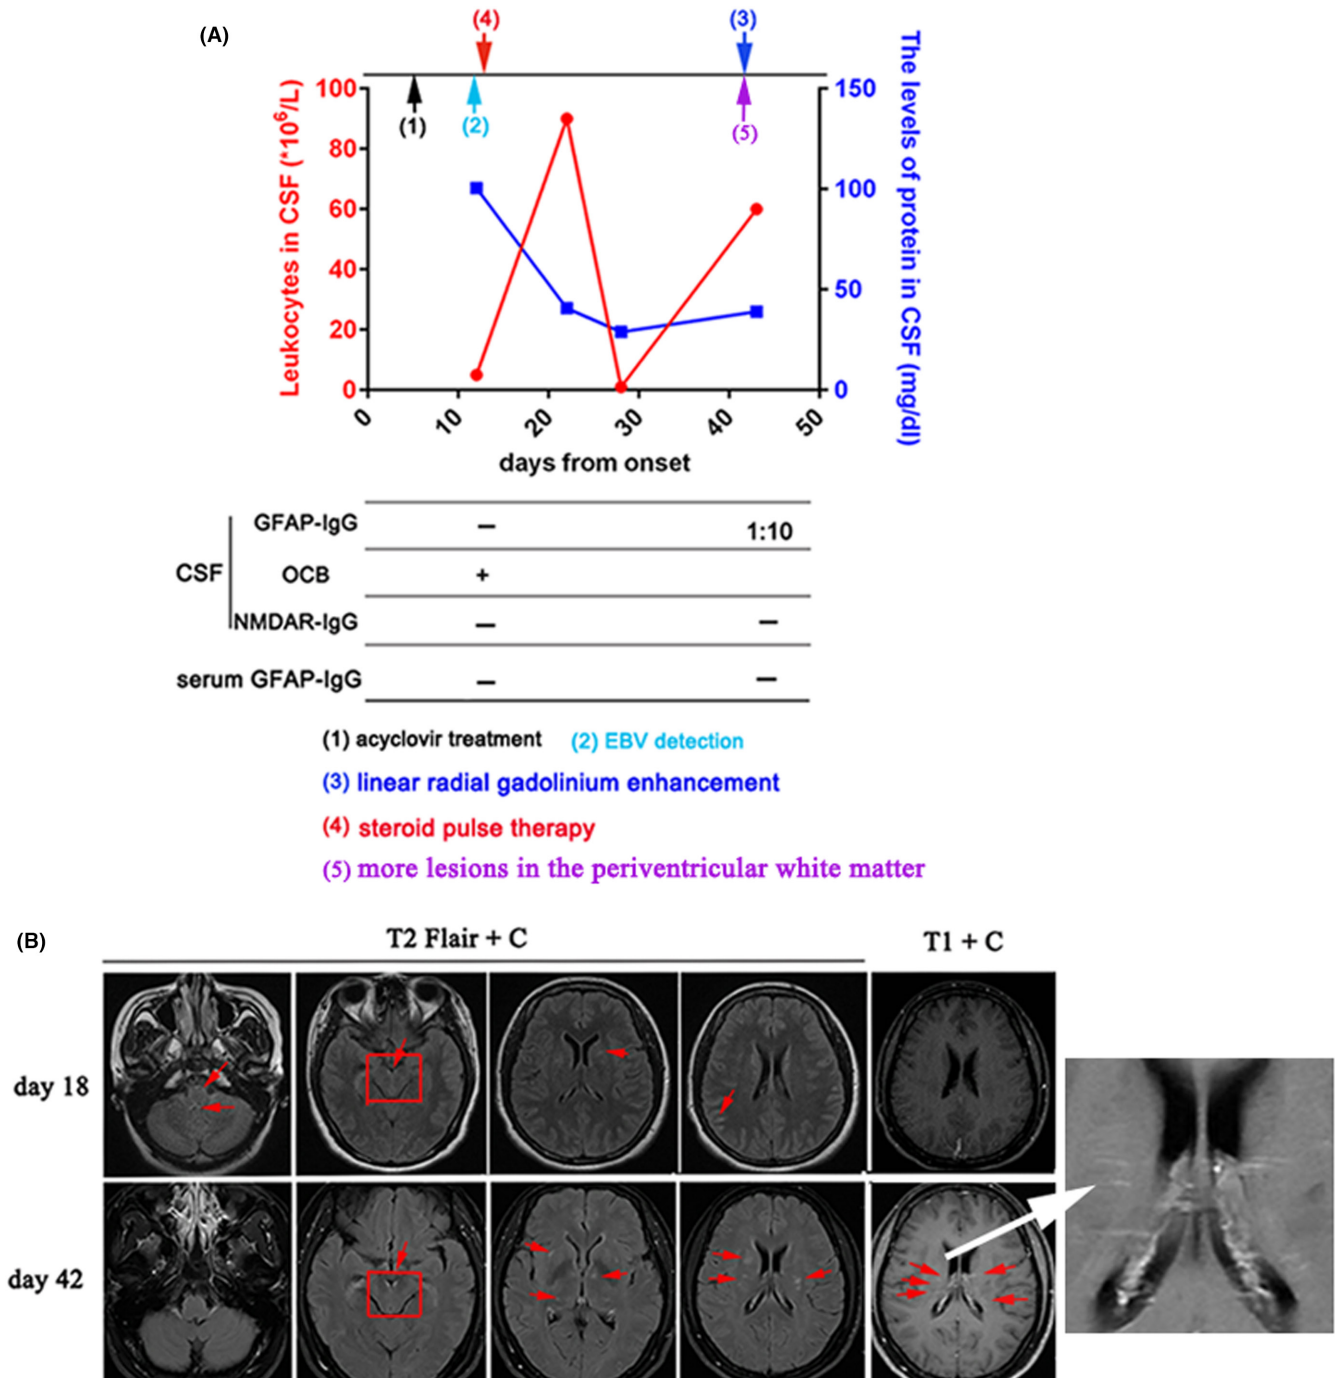 (A)
(4)
(3)
(1)
(2)
(5)
Leukocytes in CSF (*10⁶/L)
100
80
60
40
20
0
The levels of protein in CSF (mg/dl)
150
100
50
0
0 10 20 30 40 50
days from onset
CSF
GFAP-IgG – 1:10
OCB +
NMDAR-IgG – –
serum GFAP-IgG – –
(1) acyclovir treatment (2) EBV detection
(3) linear radial gadolinium enhancement
(4) steroid pulse therapy
(5) more lesions in the periventricular white matter
(B)
T2 Flair + C T1 + C
day 18
day 42